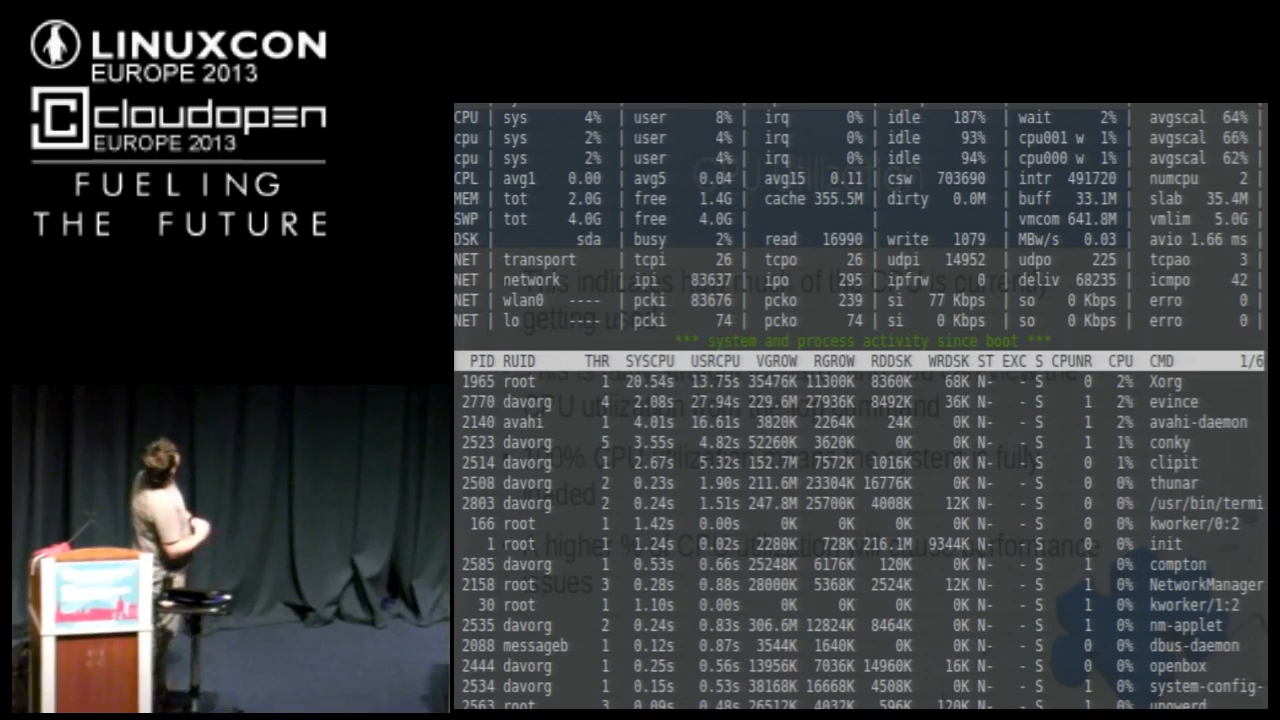 LINUXCON
EUROPE 2013
cloudopen
EUROPE 2013
FUELING
THE FUTURE
CPU | sys 4% | user 8% | irq 0% | idle 187% | wait 2% | avgscal 64% |
cpu | sys 2% | user 4% | irq 0% | idle 93% | cpu001 w 1% | avgscal 66% |
cpu | sys 2% | user 4% | irq 0% | idle 94% | cpu000 w 1% | avgscal 62% |
CPL | avg1 0.00 | avg5 0.04 | avg15 0.11 | csw 703690 | intr 491720 | numcpu 2 |
MEM | tot 2.0G | free 1.4G | cache 355.5M | dirty 0.0M | buff 33.1M | slab 35.4M |
SWP | tot 4.0G | free 4.0G | | | vmcom 641.8M | vmlim 5.0G |
DSK | sda | busy 2% | read 16990 | write 1079 | MBw/s 0.03 | avio 1.66 ms |
NET | transport | tcpi 26 | tcpo 26 | udpi 14952 | udpo 225 | tcpao 3 |
NET | network | ipi 83637 | ipo 295 | ipfrw 0 | deliv 68235 | icmpo 42 |
NET | wlan0 ---- | pcki 83676 | pcko 239 | si 77 Kbps | so 0 Kbps | erro 0 |
NET | lo ---- | pcki 74 | pcko 74 | si 0 Kbps | so 0 Kbps | erro 0 |
*** system and process activity since boot ***
PID RUID THR SYSCPU USRCPU VGROW RGROW RDDSK WRDSK ST EXC S CPUNR CPU CMD 1/6
1965 root 1 20.54s 13.75s 35476K 11300K 8360K 68K N- - S 0 2% Xorg
2770 davorg 4 2.08s 27.94s 229.6M 27936K 8492K 36K N- - S 1 2% evince
2140 avahi 1 4.01s 16.61s 3820K 2264K 24K 0K N- - S 1 2% avahi-daemon
2523 davorg 5 3.55s 4.82s 52260K 3620K 0K 0K N- - S 1 1% conky
2514 davorg 1 2.67s 5.32s 152.7M 7572K 1016K 0K N- - S 0 1% clipit
2508 davorg 2 0.23s 1.90s 211.6M 23304K 16776K 0K N- - S 0 0% thunar
2803 davorg 2 0.24s 1.51s 247.8M 25700K 4008K 12K N- - S 1 0% /usr/bin/termi
166 root 1 1.42s 0.00s 0K 0K 0K 0K N- - S 0 0% kworker/0:2
1 root 1 1.24s 0.02s 2280K 728K 216.1M 9344K N- - S 1 0% init
2585 davorg 1 0.53s 0.66s 25248K 6176K 120K 0K N- - S 1 0% compton
2158 root 3 0.28s 0.88s 28000K 5368K 2524K 12K N- - S 1 0% NetworkManager
30 root 1 1.10s 0.00s 0K 0K 0K 0K N- - S 1 0% kworker/1:2
2535 davorg 2 0.24s 0.83s 306.6M 12824K 8464K 0K N- - S 1 0% nm-applet
2088 messageb 1 0.12s 0.87s 3544K 1640K 0K 0K N- - S 1 0% dbus-daemon
2444 davorg 1 0.25s 0.56s 13956K 7036K 14960K 16K N- - S 1 0% openbox
2534 davorg 1 0.15s 0.53s 38168K 16668K 4508K 0K N- - S 1 0% system-config-
2563 root 3 0.09s 0.48s 26512K 4032K 596K 120K N- - S 1 0% upowerd